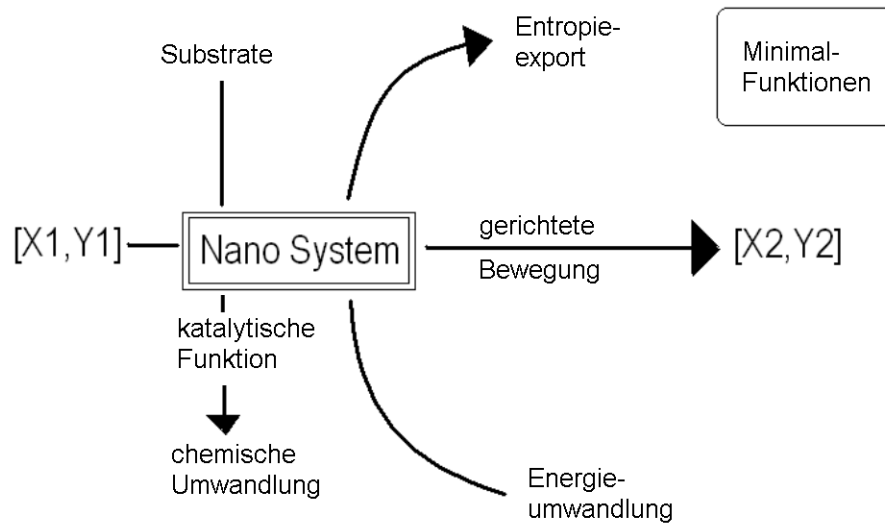 Entropie-
export
Minimal-
Funktionen
Substrate
[X1,Y1]
Nano System
gerichtete
Bewegung
[X2,Y2]
katalytische
Funktion
chemische
Umwandlung
Energie-
umwandlung